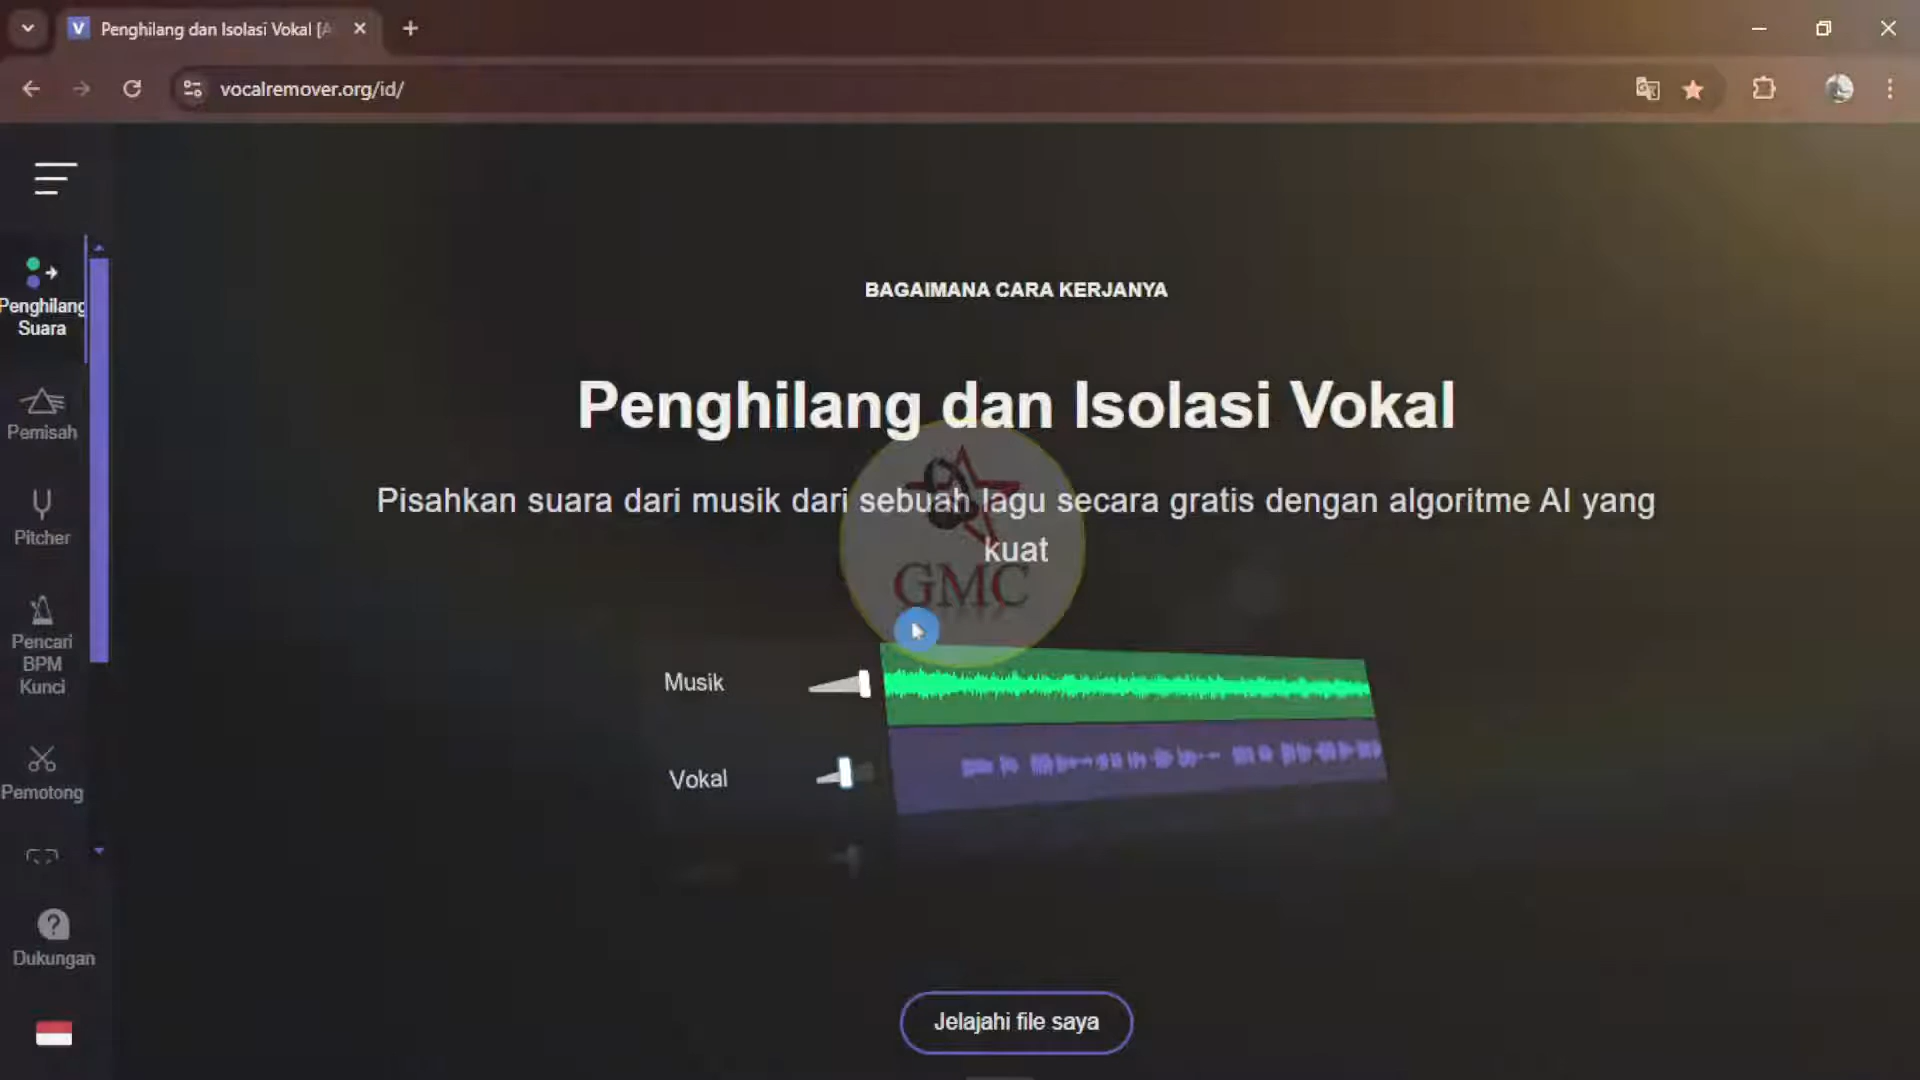 Penghilang dan Isolasi Vokal [A
vocalremover.org/id/
Penghilang
Suara
Pemisah
Pitcher
Pencari
BPM
Kunci
Pemotong
Dukungan
BAGAIMANA CARA KERJANYA
Penghilang dan Isolasi Vokal
Pisahkan suara dari musik dari sebuah lagu secara gratis dengan algoritme AI yang
kuat
GMC
Musik
Vokal
Jelajahi file saya